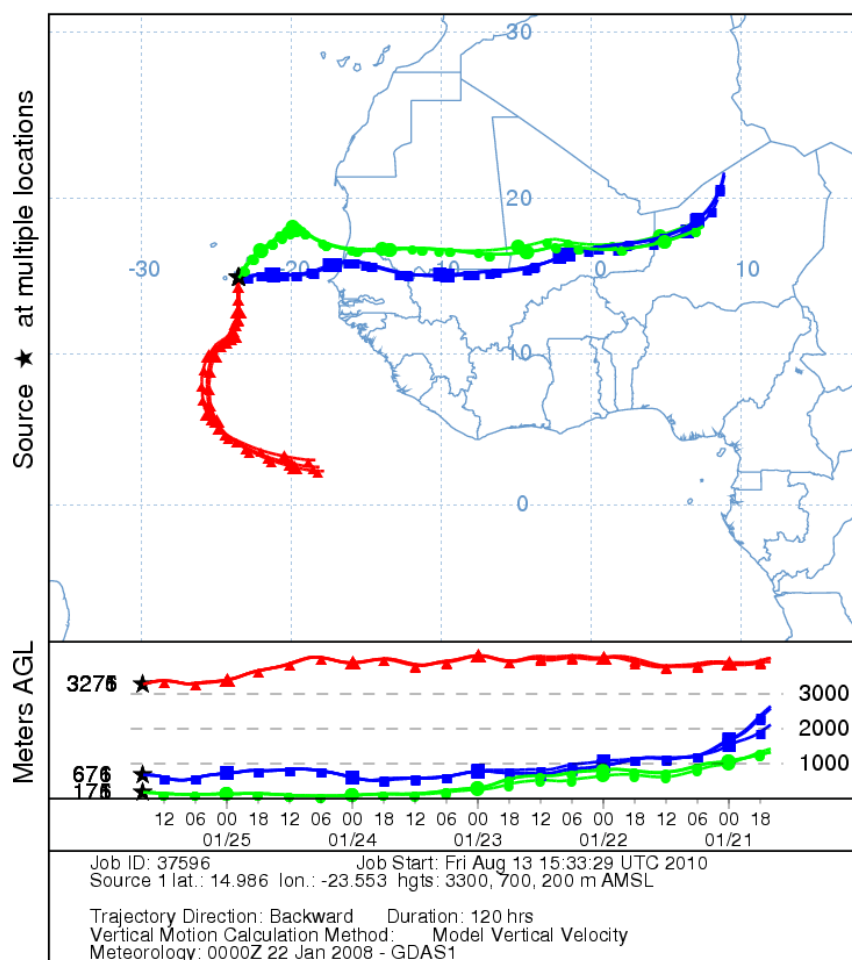 Source ★ at multiple locations
30
20
-30 -20 -10 0 10
10
0
Meters AGL
3000
2000
1000
12 06 00 18 12 06 00 18 12 06 00 18 12 06 00 18 12 06 00 18
01/25 01/24 01/23 01/22 01/21
Job ID: 37596 Job Start: Fri Aug 13 15:33:29 UTC 2010
Source 1 lat.: 14.986 lon.: -23.553 hgts: 3300, 700, 200 m AMSL
Trajectory Direction: Backward Duration: 120 hrs
Vertical Motion Calculation Method: Model Vertical Velocity
Meteorology: 0000Z 22 Jan 2008 - GDAS1